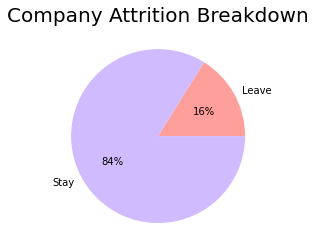 Company Attrition Breakdown
Leave
16%
84%
Stay